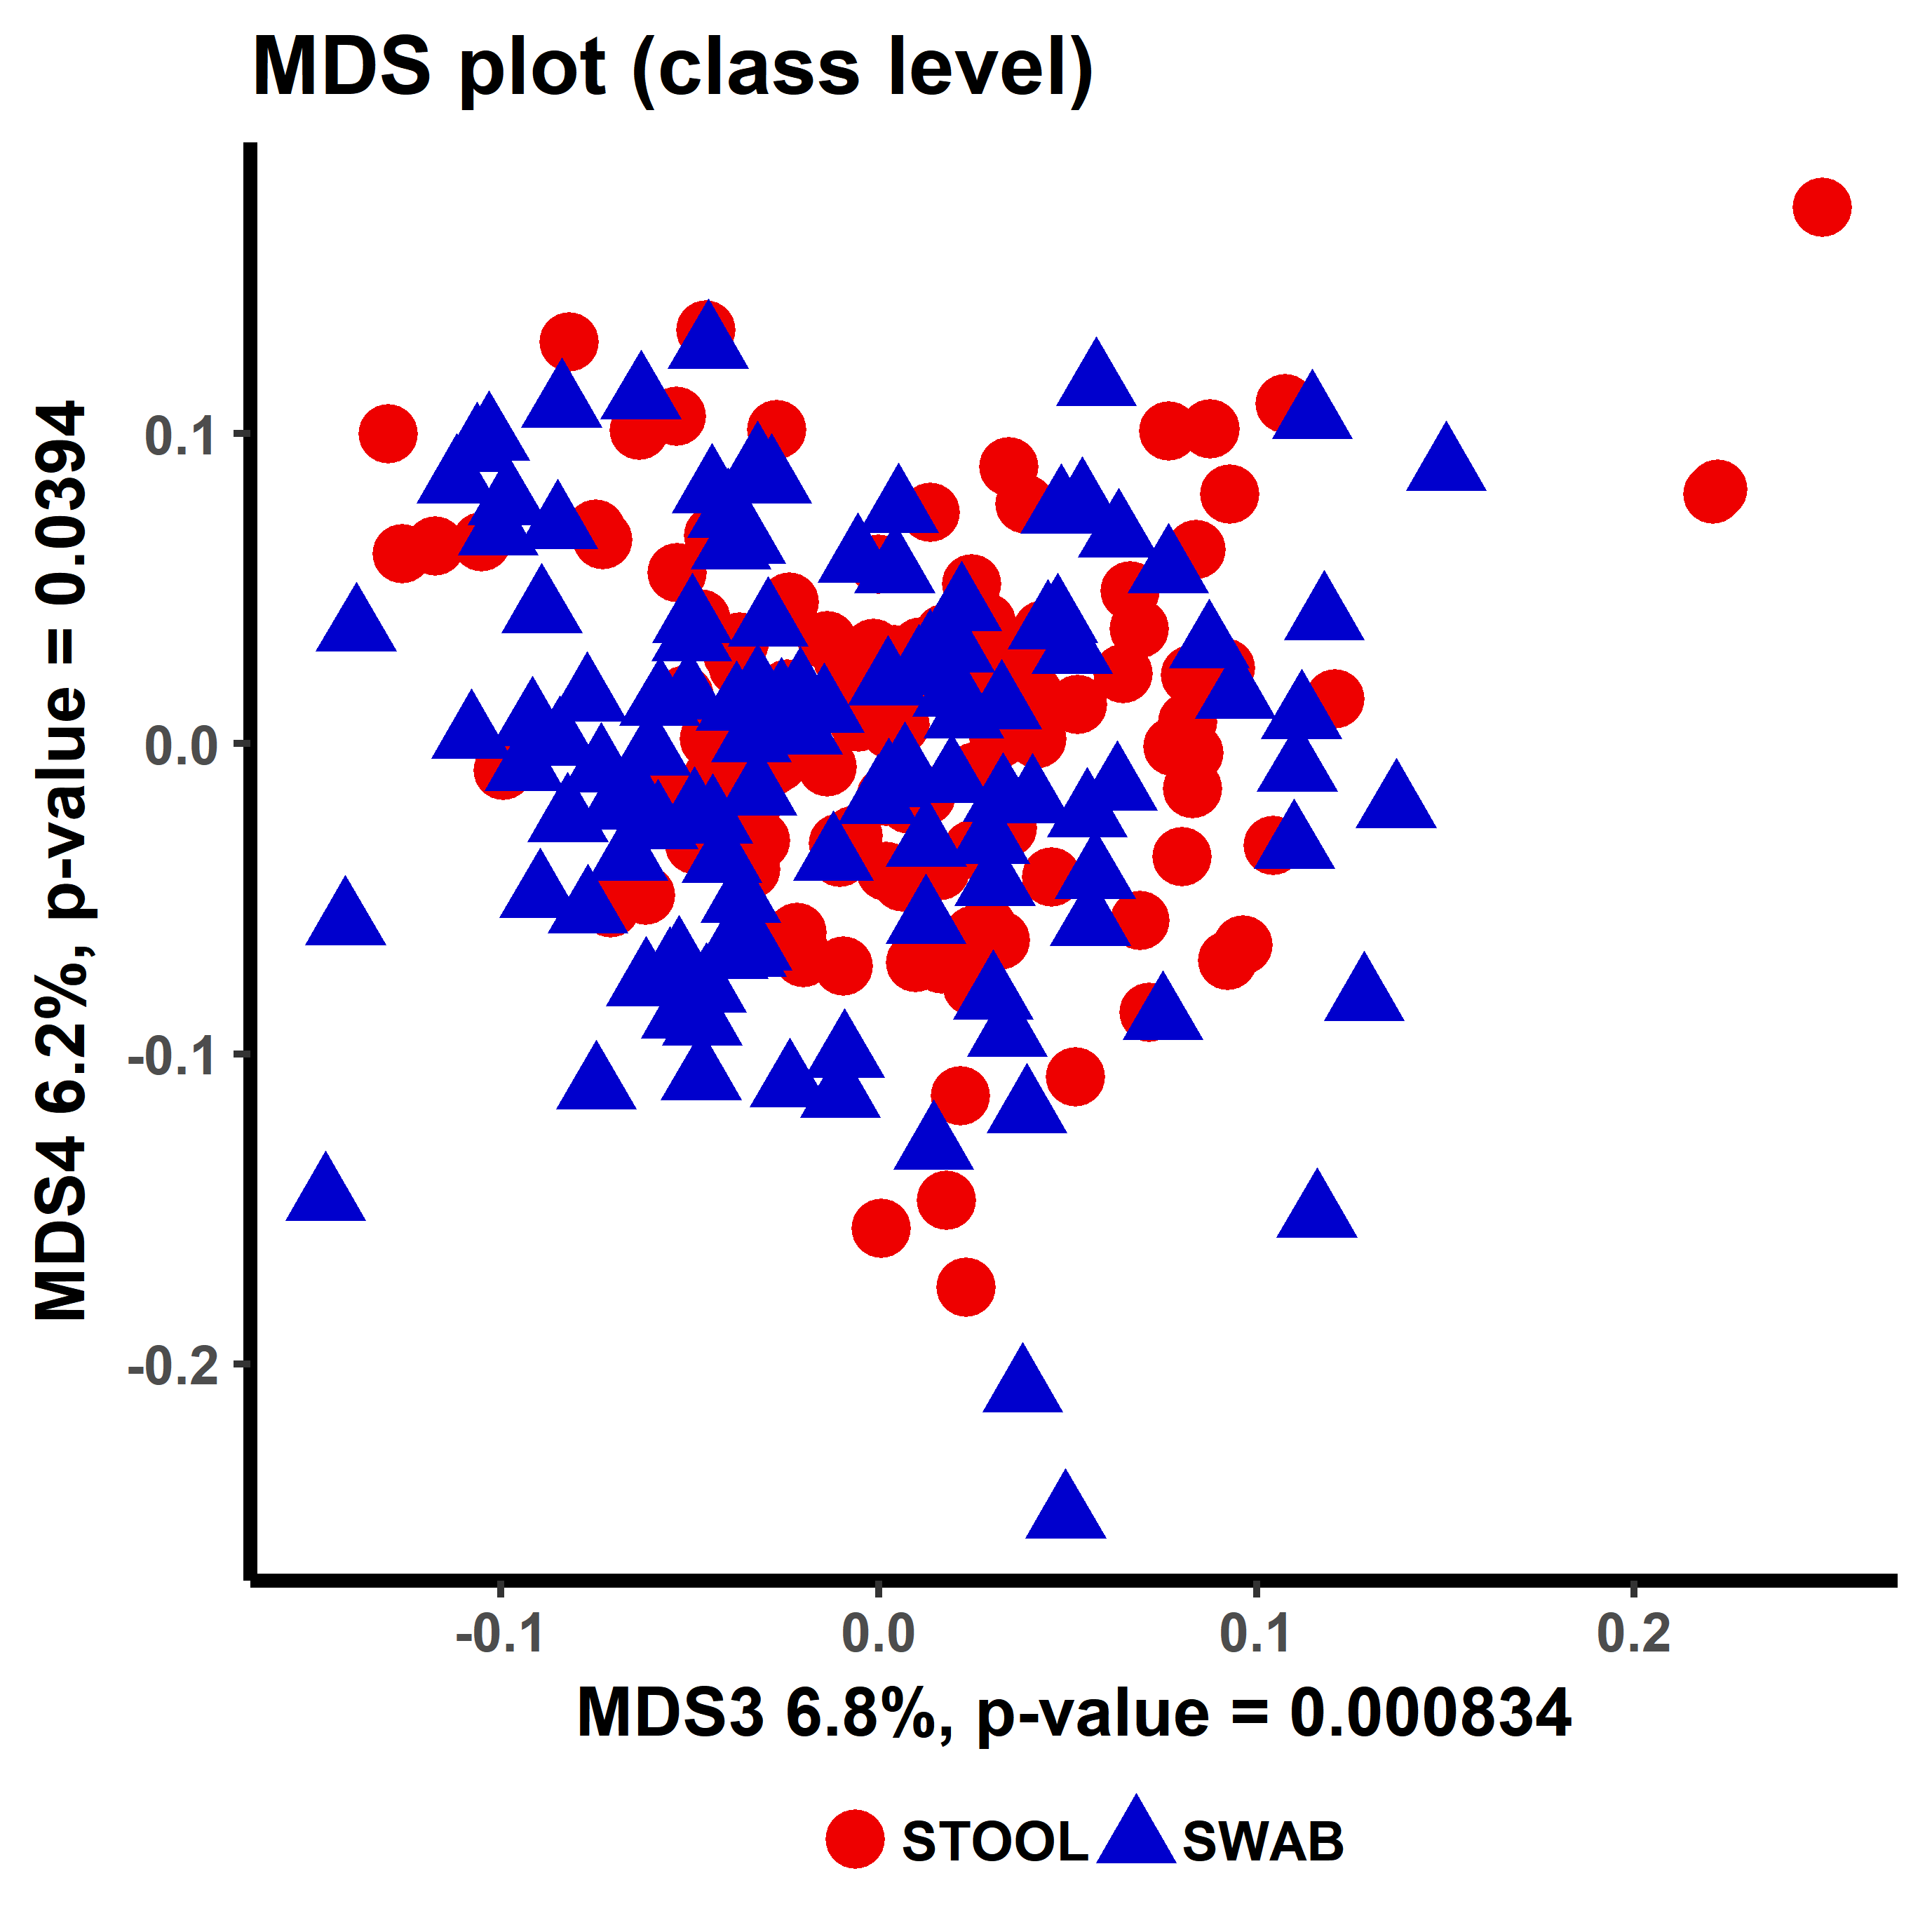 MDS plot (class level)
MDS4 6.2%, p-value = 0.0394
0.1
0.0
-0.1
-0.2
-0.1 0.0 0.1 0.2
MDS3 6.8%, p-value = 0.000834
STOOL SWAB